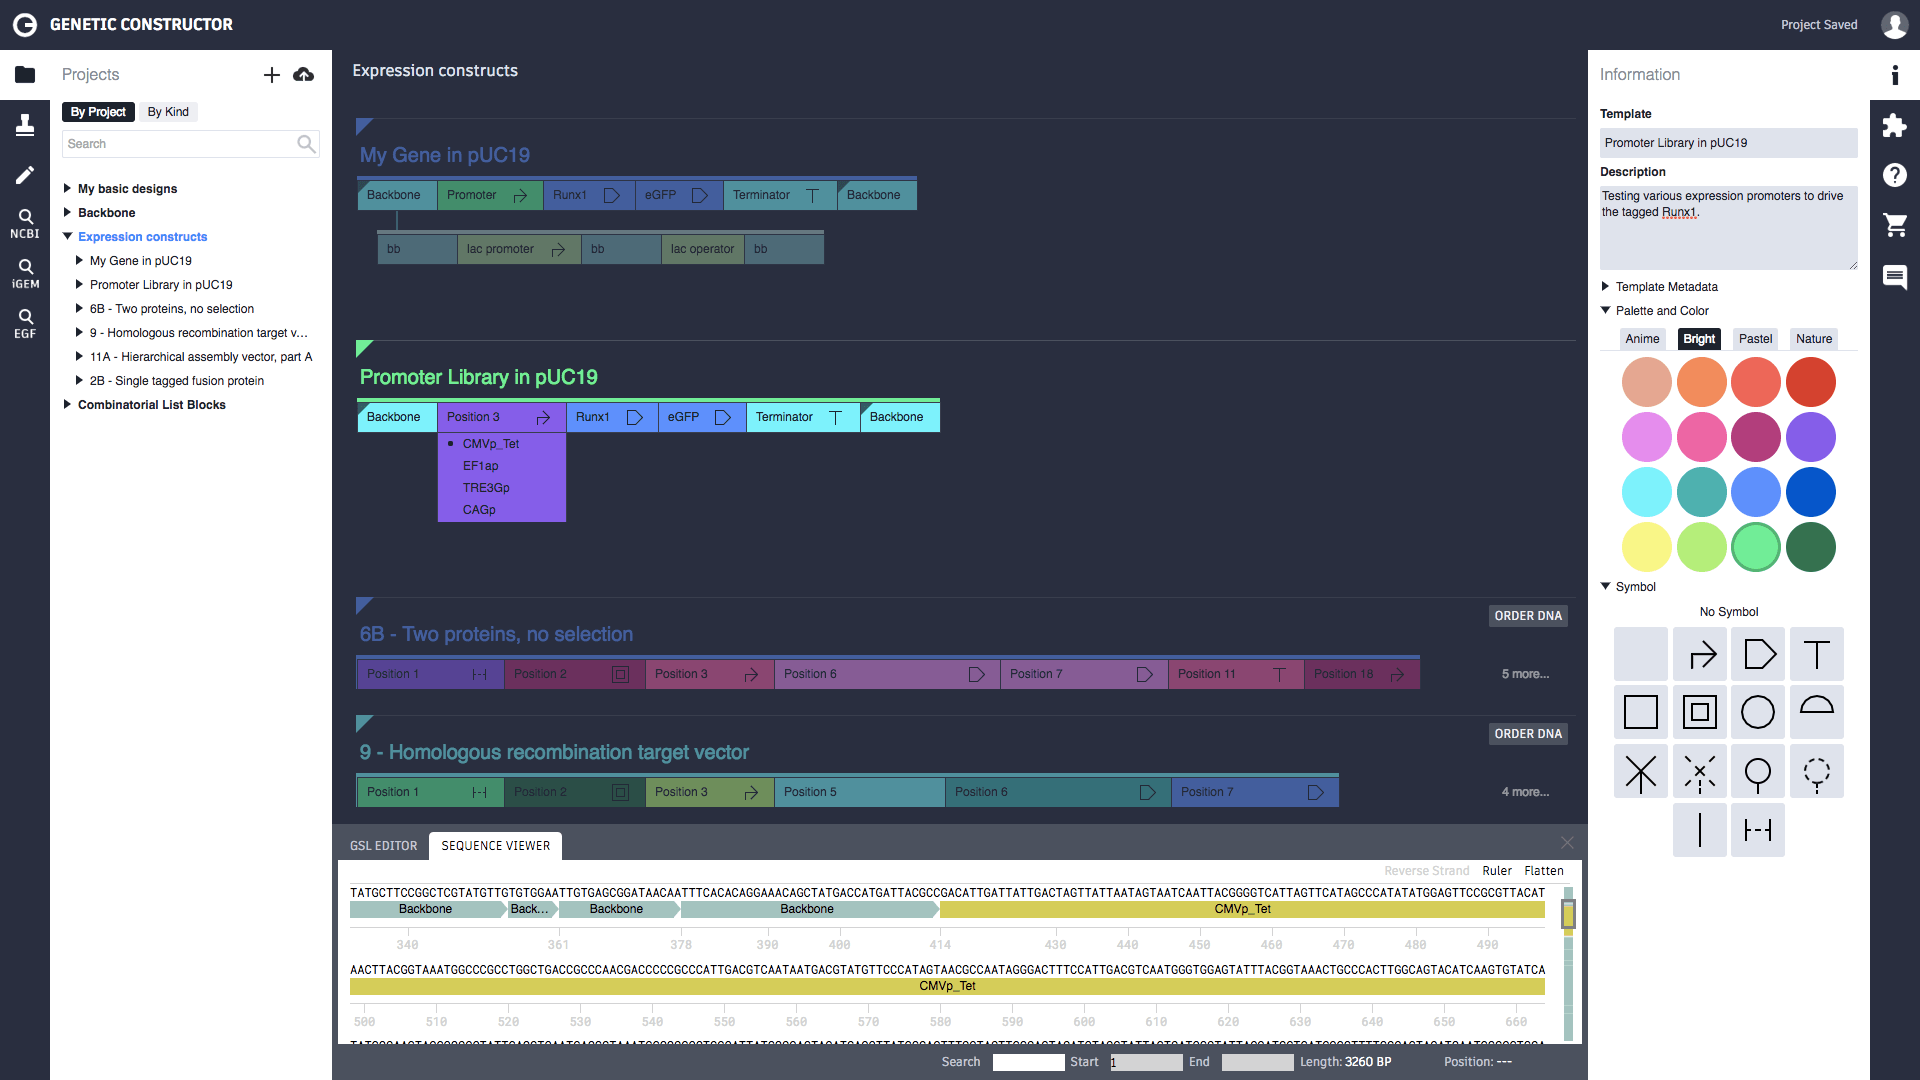 GENETIC CONSTRUCTOR
Project Saved
Projects
By Project
By Kind
Search
My basic designs
Backbone
Expression constructs
My Gene in pUC19
Promoter Library in pUC19
6B - Two proteins, no selection
9 - Homologous recombination target v...
11A - Hierarchical assembly vector, part A
2B - Single tagged fusion protein
Combinatorial List Blocks
NCBI
iGEM
EGF
Expression constructs
My Gene in pUC19
Backbone Promoter Runx1 eGFP Terminator Backbone
bb lac promoter bb lac operator bb
Promoter Library in pUC19
Backbone Position 3 Runx1 eGFP Terminator Backbone
CMVp_Tet
EF1ap
TRE3Gp
CAGp
6B - Two proteins, no selection
ORDER DNA
Position 1 Position 2 Position 3 Position 6 Position 7 Position 11 Position 18
5 more...
9 - Homologous recombination target vector
ORDER DNA
Position 1 Position 2 Position 3 Position 5 Position 6 Position 7
4 more...
GSL EDITOR
SEQUENCE VIEWER
Reverse Strand Ruler Flatten
TATGCTTCCGGCTCGTATGTTGTGTGGAATTGTGAGCGGATAACAATTTCACACAGGAAACAGCTATGACCATGATTACGCCGACATTGATTATTGACTAGTTATTAATAGTAATCAATTACGGGGTCATTAGTTCATAGCCCATATATGGAGTTCCGCGTTACAT
Backbone Back... Backbone Backbone CMVp_Tet
340 361 378 390 400 414 430 440 450 460 470 480 490
AACTTACGGTAAATGGCCCGCCTGGCTGACCGCCCAACGACCCCCGCCCATTGACGTCAATAATGACGTATGTTCCCATAGTAACGCCAATAGGGACTTTCCATTGACGTCAATGGGTGGAGTATTTACGGTAAACTGCCCACTTGGCAGTACATCAAGTGTATCA
CMVp_Tet
500 510 520 530 540 550 560 570 580 590 600 610 620 630 640 650 660
Search Start 1 End Length: 3260 BP Position: ---
Information
Template
Promoter Library in pUC19
Description
Testing various expression promoters to drive
the tagged Runx1.
Template Metadata
Palette and Color
Anime Bright Pastel Nature
Symbol
No Symbol